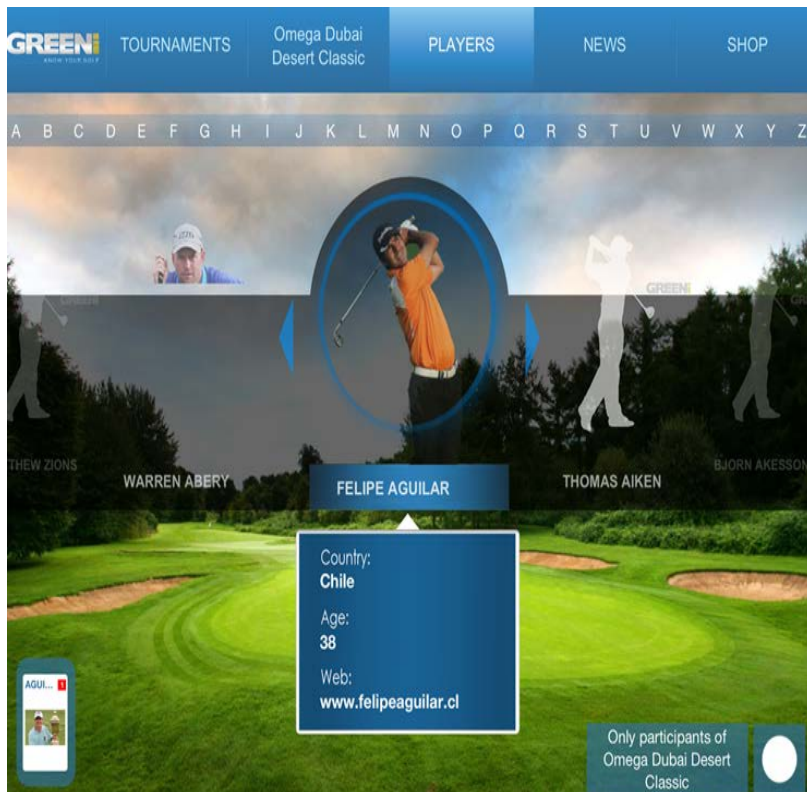 GREENi
KNOW YOUR GOLF
TOURNAMENTS
Omega Dubai
Desert Classic
PLAYERS
NEWS
SHOP
A B C D E F G H I J K L M N O P Q R S T U V W X Y Z
GREENi
GREENi
THEW ZIONS
WARREN ABERY
FELIPE AGUILAR
THOMAS AIKEN
BJORN AKESSON
Country:
Chile
Age:
38
Web:
www.felipeaguilar.cl
AGUI... 1
Only participants of
Omega Dubai Desert
Classic